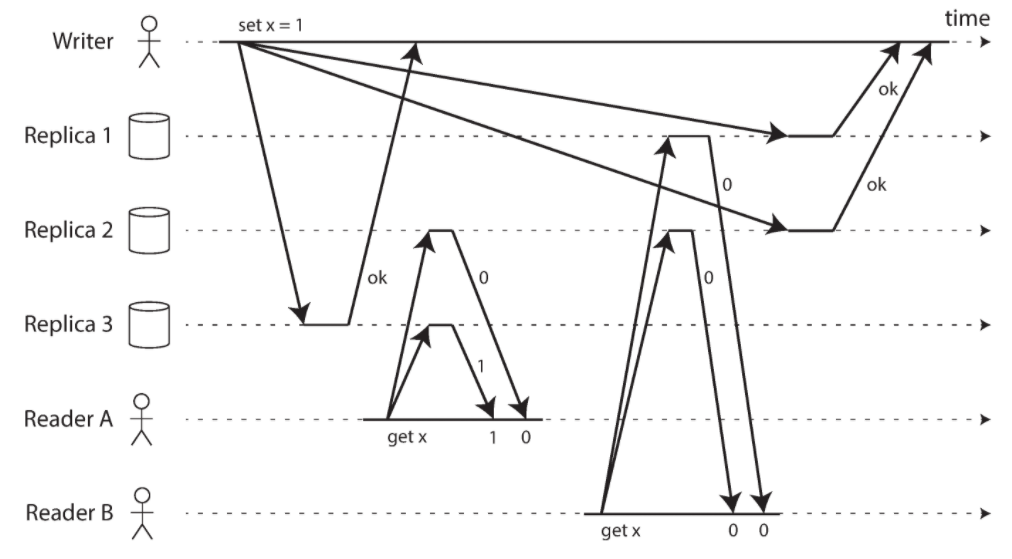 set x = 1
time
Writer
ok
Replica 1
0
ok
Replica 2
ok
0
0
Replica 3
1
Reader A
get x
1
0
Reader B
get x
0
0